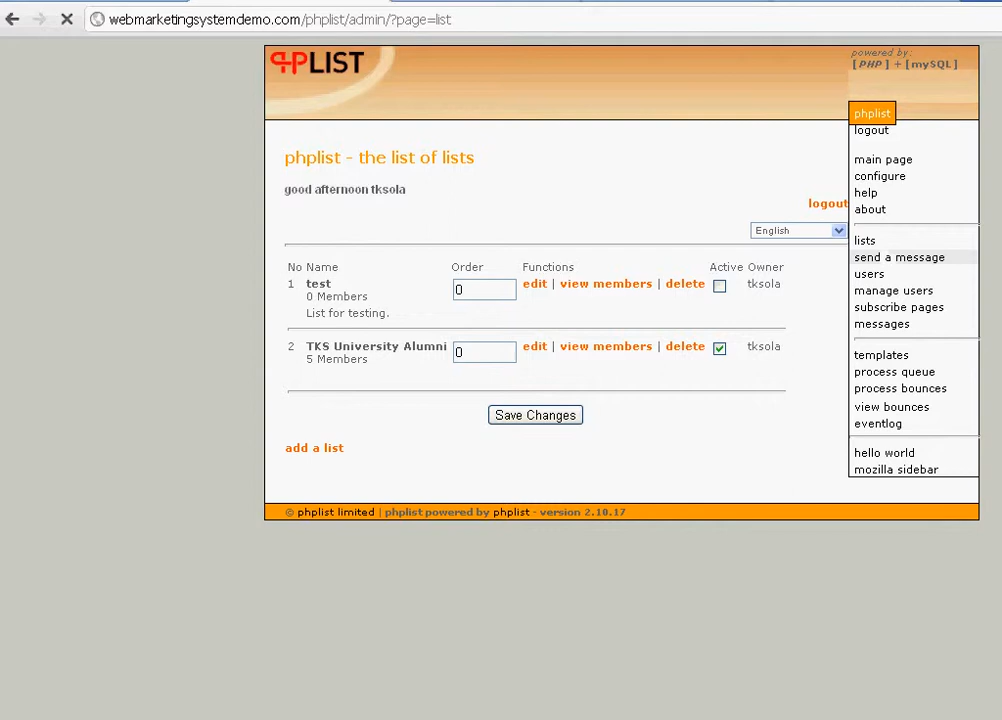 webmarketingsystemdemo.com/phplist/admin/?page=list
PHPLIST
powered by:
[ PHP ] + [ mySQL ]
phplist
logout
phplist - the list of lists
main page
configure
good afternoon tksola
help
logout
about
English
lists
send a message
No Name Order Functions Active Owner
users
1 test 0 edit | view members | delete tksola
0 Members
manage users
List for testing.
subscribe pages
messages
2 TKS University Alumni 0 edit | view members | delete tksola
5 Members
templates
process queue
process bounces
view bounces
Save Changes
eventlog
add a list
hello world
mozilla sidebar
© phplist limited | phplist powered by phplist - version 2.10.17